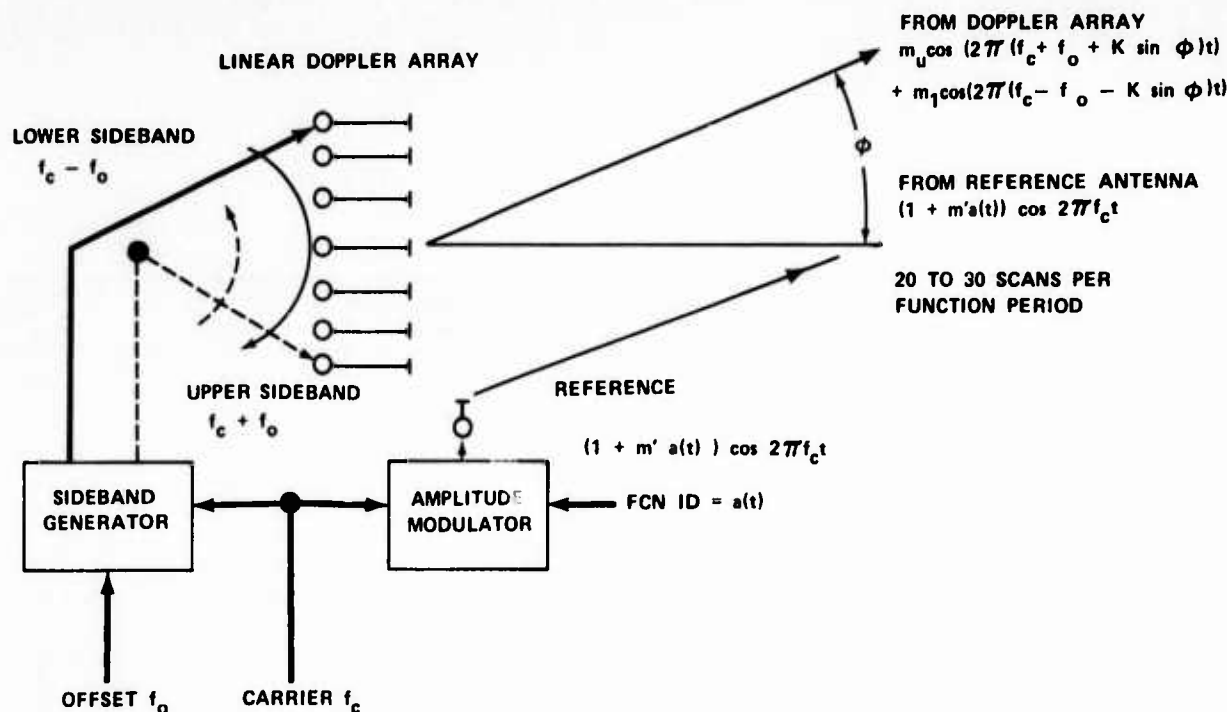 LINEAR DOPPLER ARRAY
FROM DOPPLER ARRAY
m_u cos (2π(f_c + f_o + K sin ϕ)t)
+ m_1 cos(2π(f_c − f_o − K sin ϕ)t)
LOWER SIDEBAND
f_c − f_o
ϕ
FROM REFERENCE ANTENNA
(1 + m'a(t)) cos 2πf_c t
20 TO 30 SCANS PER
FUNCTION PERIOD
UPPER SIDEBAND
f_c + f_o
REFERENCE
(1 + m' a(t) ) cos 2πf_c t
SIDEBAND
GENERATOR
AMPLITUDE
MODULATOR
FCN ID = a(t)
OFFSET f_o
CARRIER f_c